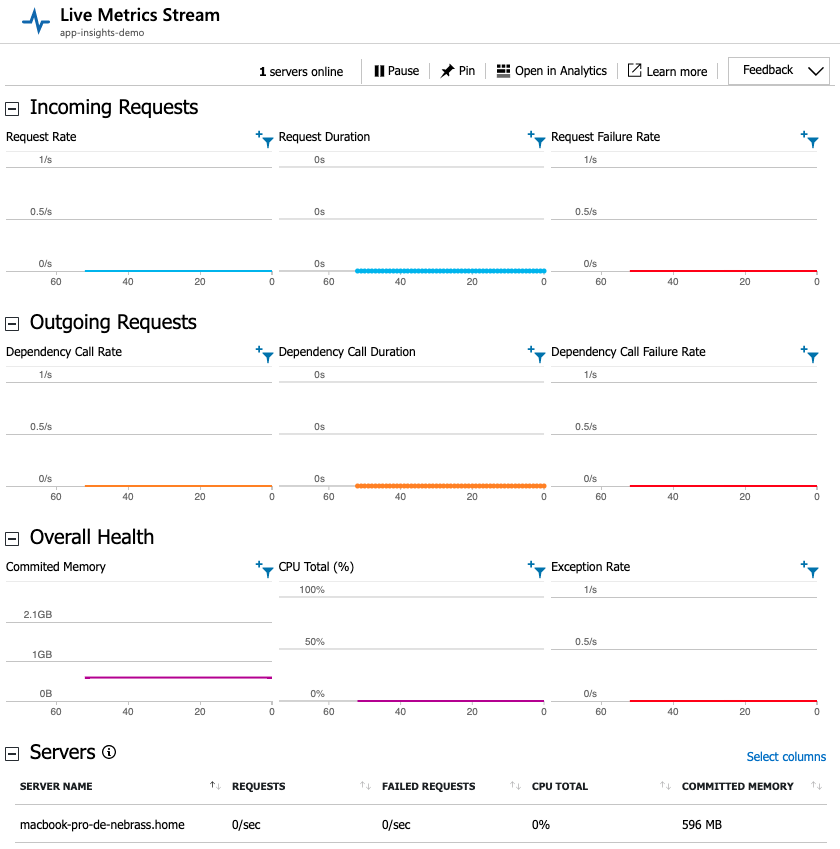 Live Metrics Stream
app-insights-demo
1 servers online Pause Pin Open in Analytics Learn more Feedback
Incoming Requests
Request Rate Request Duration Request Failure Rate
1/s 0s 1/s
0.5/s 0s 0.5/s
0/s 0s 0/s
60 40 20 0 60 40 20 0 60 40 20 0
Outgoing Requests
Dependency Call Rate Dependency Call Duration Dependency Call Failure Rate
1/s 0s 1/s
0.5/s 0s 0.5/s
0/s 0s 0/s
60 40 20 0 60 40 20 0 60 40 20 0
Overall Health
Commited Memory CPU Total (%) Exception Rate
100% 1/s
2.1GB
50% 0.5/s
1GB
0B 0% 0/s
60 40 20 0 60 40 20 0 60 40 20 0
Servers
Select columns
SERVER NAME REQUESTS FAILED REQUESTS CPU TOTAL COMMITTED MEMORY
macbook-pro-de-nebrass.home 0/sec 0/sec 0% 596 MB